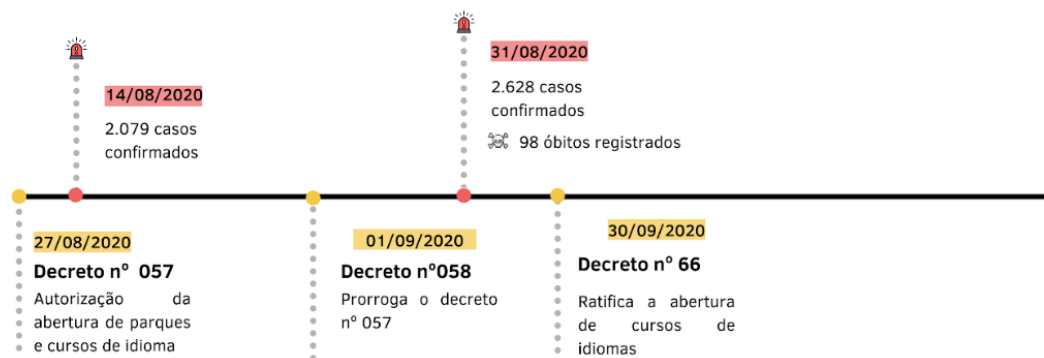 14/08/2020
2.079 casos
confirmados
31/08/2020
2.628 casos
confirmados
98 óbitos registrados
27/08/2020
Decreto nº 057
Autorização da
abertura de parques
e cursos de idioma
01/09/2020
Decreto nº058
Prorroga o decreto
nº 057
30/09/2020
Decreto nº 66
Ratifica a abertura
de cursos de
idiomas